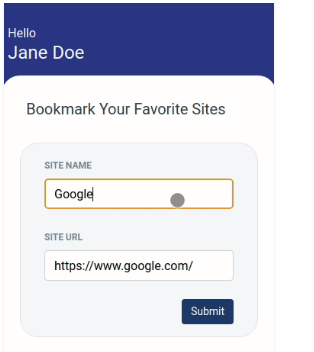 Hello
Jane Doe
Bookmark Your Favorite Sites
SITE NAME
Google
SITE URL
https://www.google.com/
Submit